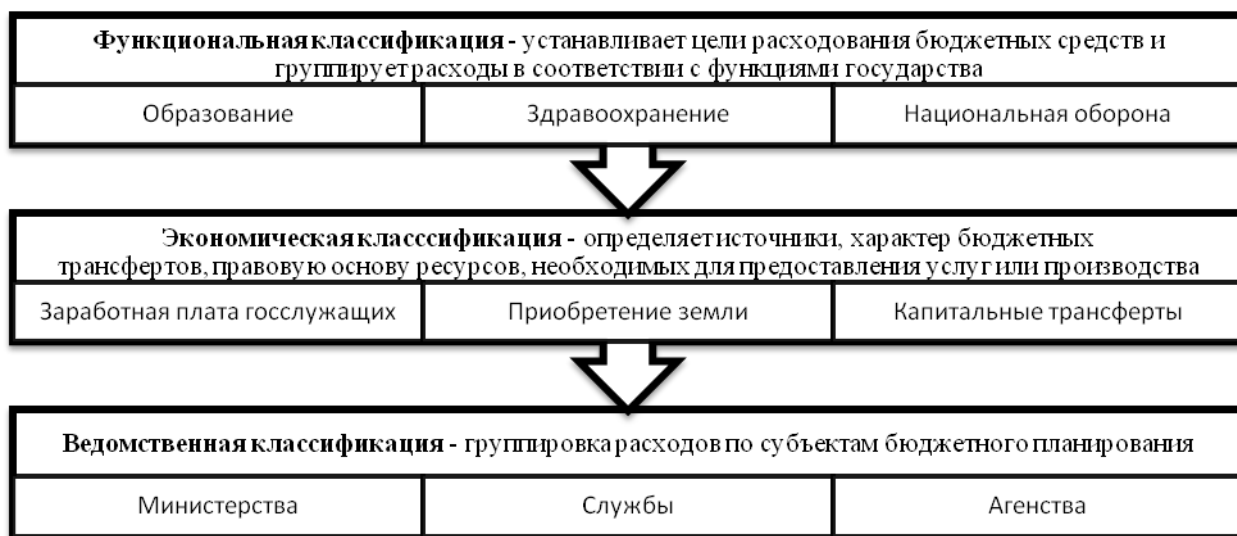 Функциональная классификация - устанавливает цели расходования бюджетных средств и
группирует расходы в соответствии с функциями государства
Образование
Здравоохранение
Национальная оборона
Экономическая класссификация - определяет источники, характер бюджетных
трансфертов, правовую основу ресурсов, необходимых для предоставления услуг или производства
Заработная плата госслужащих
Приобретение земли
Капитальные трансферты
Ведомственная классификация - группировка расходов по субъектам бюджетного планирования
Министерства
Службы
Агенства